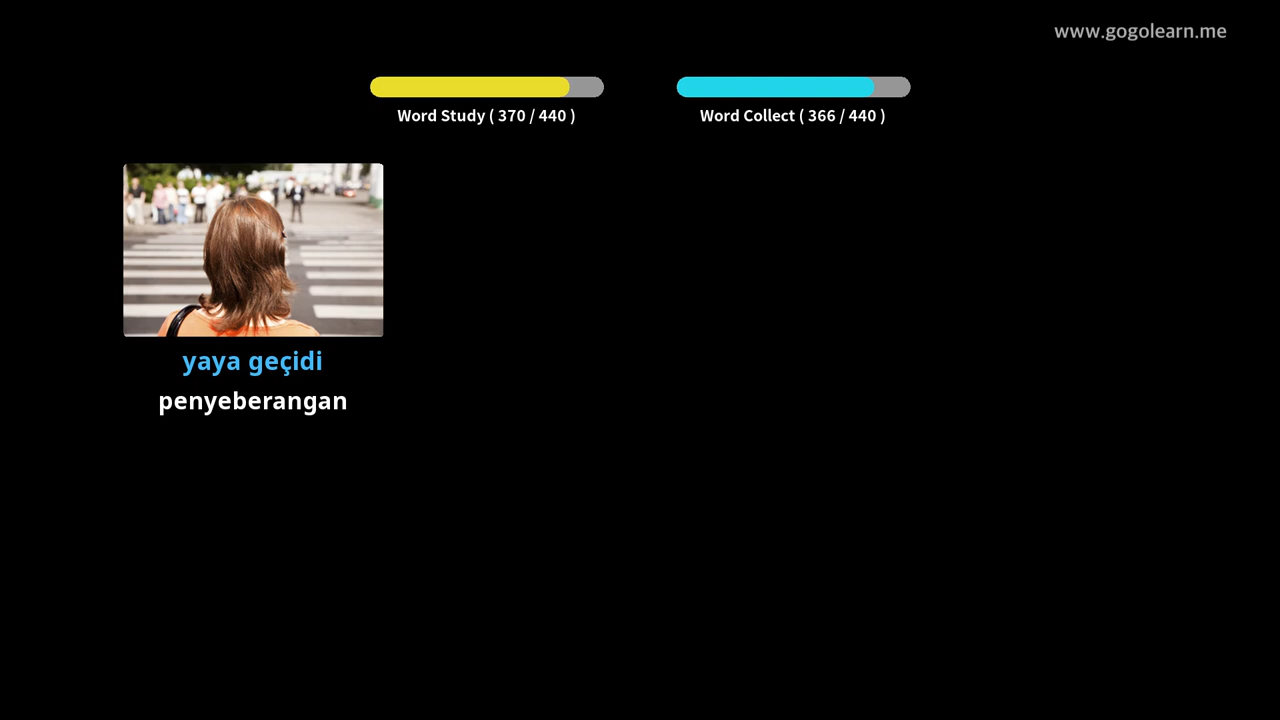 www.gogolearn.me
Word Study ( 370 / 440 )
Word Collect ( 366 / 440 )
yaya geçidi
penyeberangan